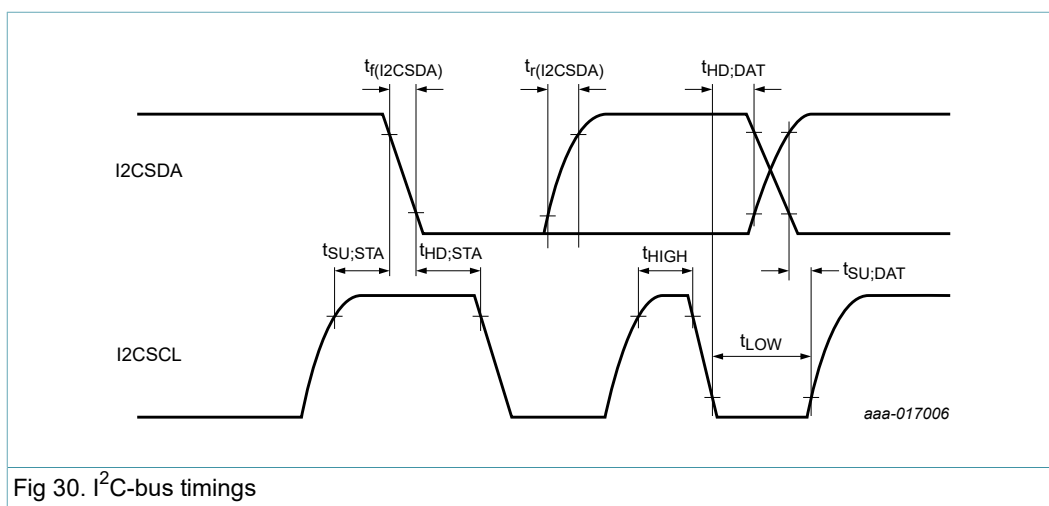 tf(I2CSDA) tr(I2CSDA) tHD;DAT
I2CSDA
tSU;STA tHD;STA tHIGH tSU;DAT
I2CSCL tLOW
aaa-017006
Fig 30. I2C-bus timings